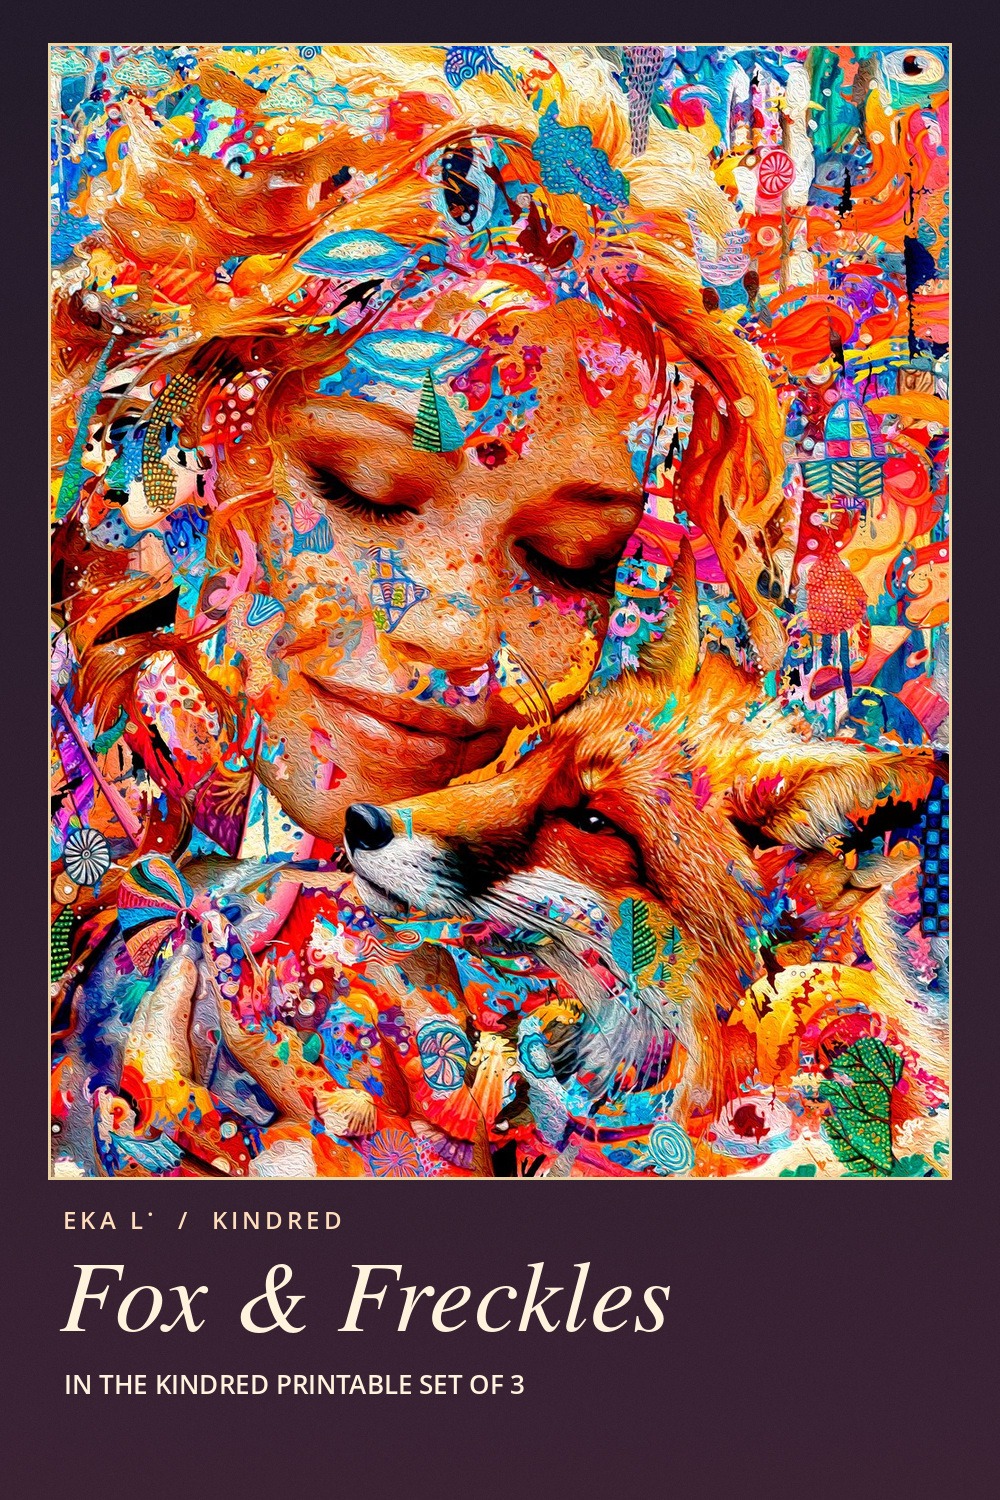 EKA L• / KINDRED
Fox & Freckles
IN THE KINDRED PRINTABLE SET OF 3